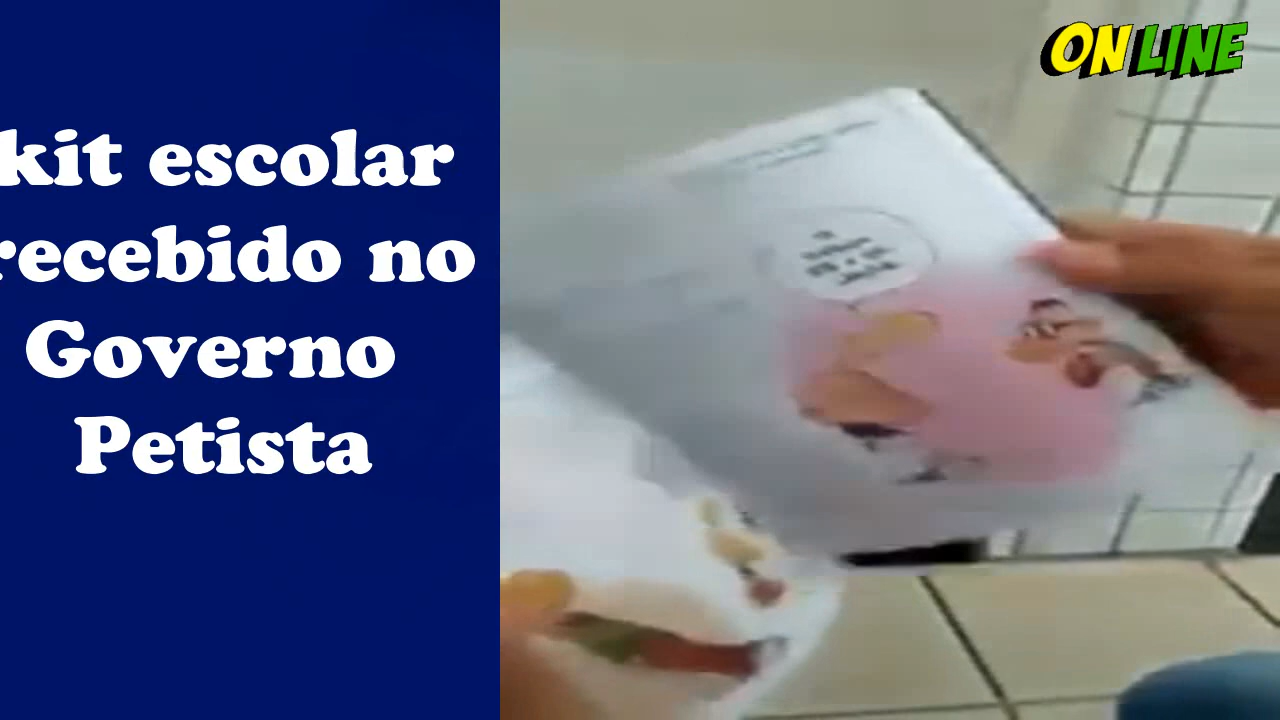 ON LINE
kit escolar
recebido no
Governo
Petista